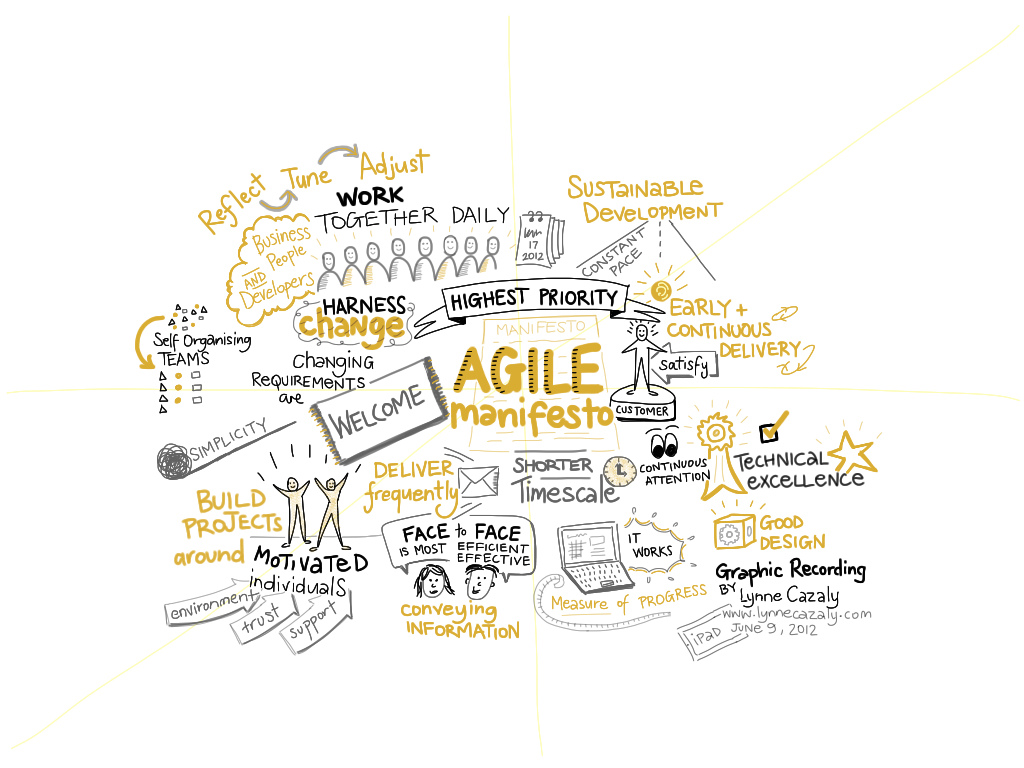 Reflect
Tune
Adjust
WORK
TOGETHER DAILY
BUSINESS
People
AND
Developers
17
2012
SUSTAINABLE
DEVELOPMENT
CONSTANT
PACE
HIGHEST PRIORITY
EARLY +
CONTINUOUS
DELIVERY
satisfy
CUSTOMER
HARNESS
change
CHANGING
REQUIREMENTS
are
WELCOME
Self Organising
TEAMS
MANIFESTO
AGILE
manifesto
SIMPLICITY
BUILD
PROJECTS
around
MOTIVATED
individuals
environment
trust
support
DELIVER
frequently
SHORTER
Timescale
CONTINUOUS
ATTENTION
TECHNICAL
EXCELLENCE
FACE to FACE
IS MOST EFFICIENT
EFFECTIVE
conveying
INFORMATION
IT
WORKS
Measure of PROGRESS
GOOD
DESIGN
Graphic Recording
BY Lynne Cazaly
www.lynnecazaly.com
iPAD JUNE 9, 2012